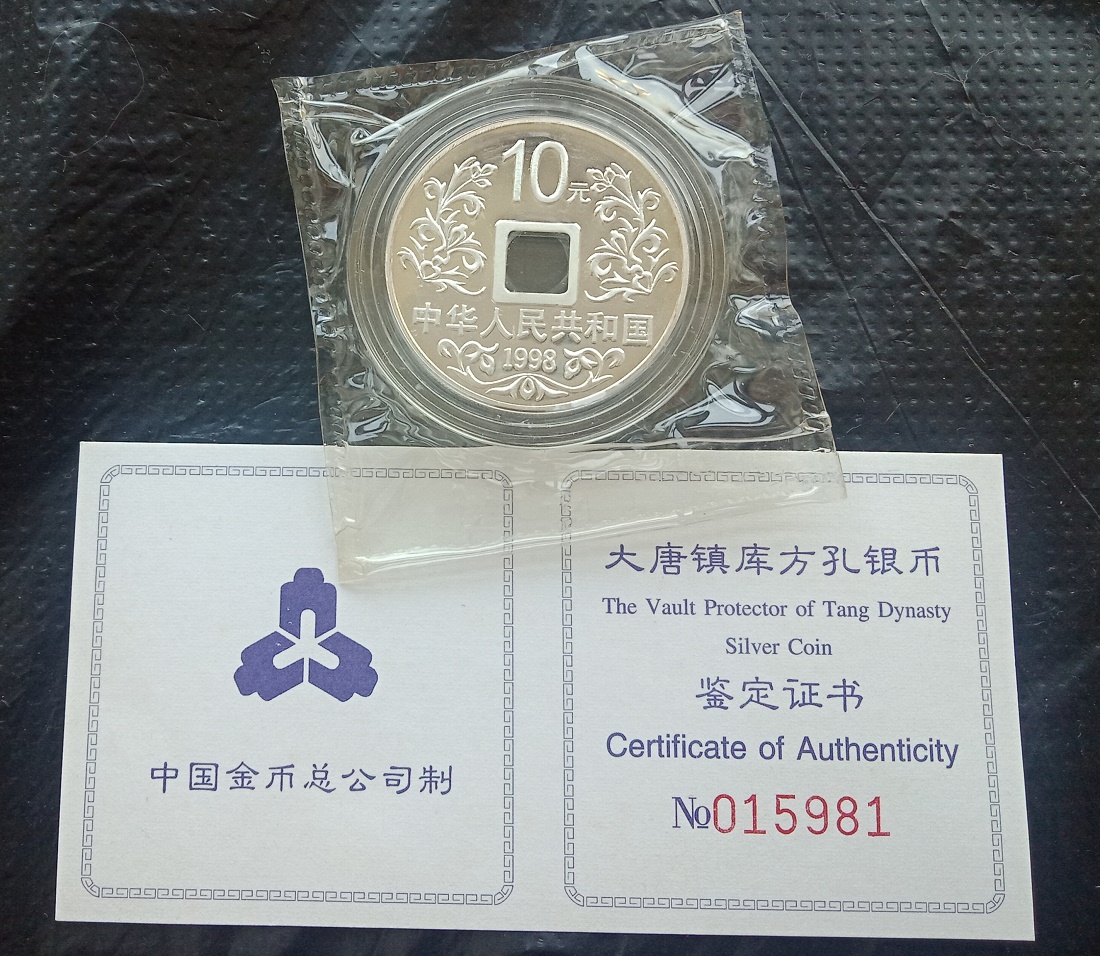 10元
中华人民共和国
1998
中国金币总公司制
大唐镇库方孔银币
The Vault Protector of Tang Dynasty
Silver Coin
鉴定证书
Certificate of Authenticity
№015981